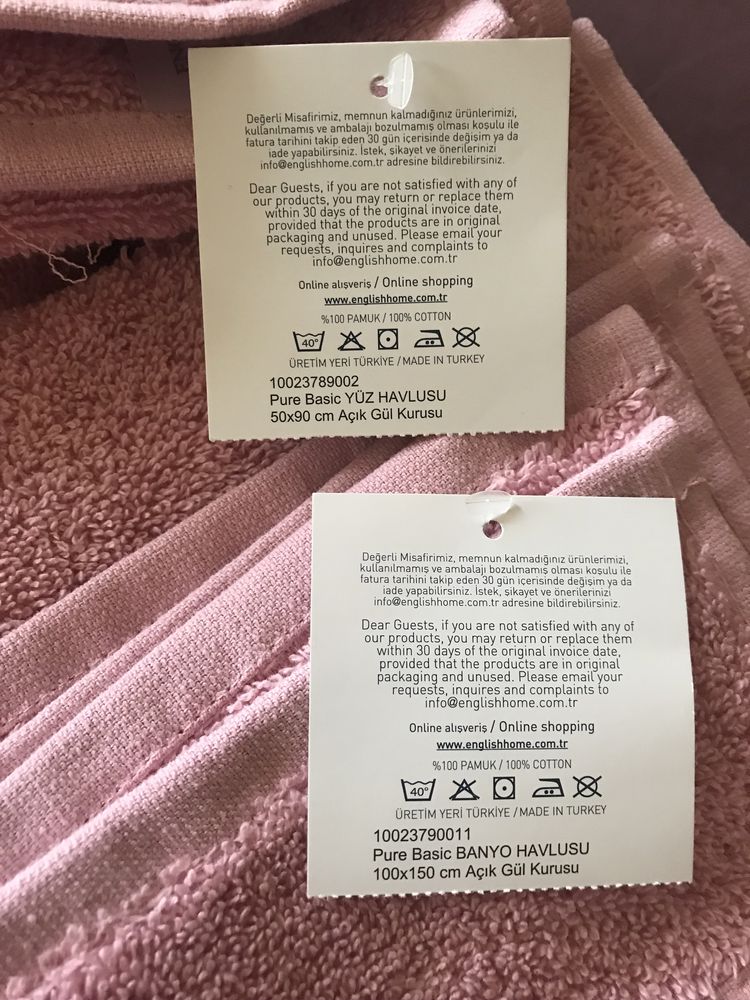 Değerli Misafirimiz, memnun kalmadığınız ürünlerimizi,
kullanılmamış ve ambalajı bozulmamış olması koşulu ile
fatura tarihini takip eden 30 gün içerisinde değişim ya da
iade yapabilirsiniz. İstek, şikayet ve önerilerinizi
info@englishhome.com.tr adresine bildirebilirsiniz.
Dear Guests, if you are not satisfied with any of
our products, you may return or replace them
within 30 days of the original invoice date,
provided that the products are in original
packaging and unused. Please email your
requests, inquires and complaints to
info@englishhome.com.tr
Online alışveriş / Online shopping
www.englishhome.com.tr
%100 PAMUK / 100% COTTON
40°
ÜRETİM YERİ TÜRKİYE / MADE IN TURKEY
10023789002
Pure Basic YÜZ HAVLUSU
50x90 cm Açık Gül Kurusu
Değerli Misafirimiz, memnun kalmadığınız ürünlerimizi,
kullanılmamış ve ambalajı bozulmamış olması koşulu ile
fatura tarihini takip eden 30 gün içerisinde değişim ya da
iade yapabilirsiniz. İstek, şikayet ve önerilerinizi
info@englishhome.com.tr adresine bildirebilirsiniz.
Dear Guests, if you are not satisfied with any of
our products, you may return or replace them
within 30 days of the original invoice date,
provided that the products are in original
packaging and unused. Please email your
requests, inquires and complaints to
info@englishhome.com.tr
Online alışveriş / Online shopping
www.englishhome.com.tr
%100 PAMUK / 100% COTTON
40°
ÜRETİM YERİ TÜRKİYE / MADE IN TURKEY
10023790011
Pure Basic BANYO HAVLUSU
100x150 cm Açık Gül Kurusu